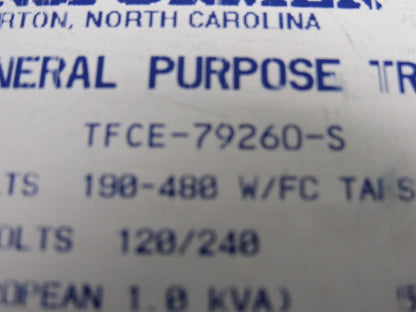 RTON, NORTH CAROLINA
NERAL PURPOSE TR
TFCE-79260-S
TS 190-480 W/FC TAPS
OLTS 120/240
OPEAN 1.0 KVA)